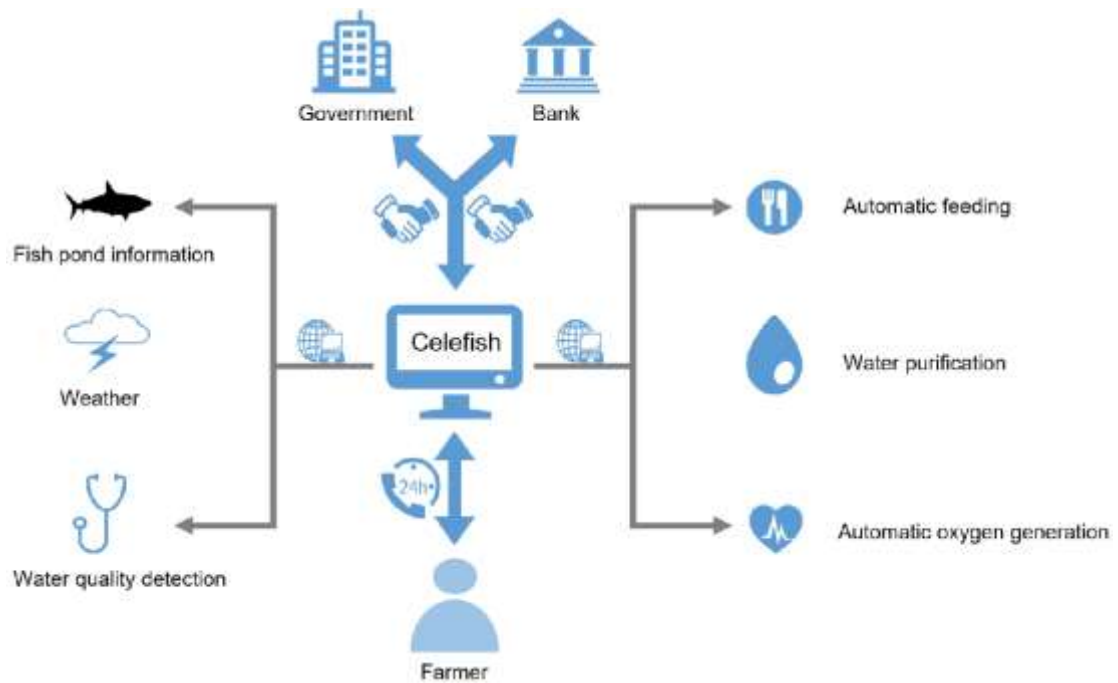 Government
Bank
Fish pond information
Automatic feeding
Celefish
Weather
Water purification
24h
Water quality detection
Automatic oxygen generation
Farmer